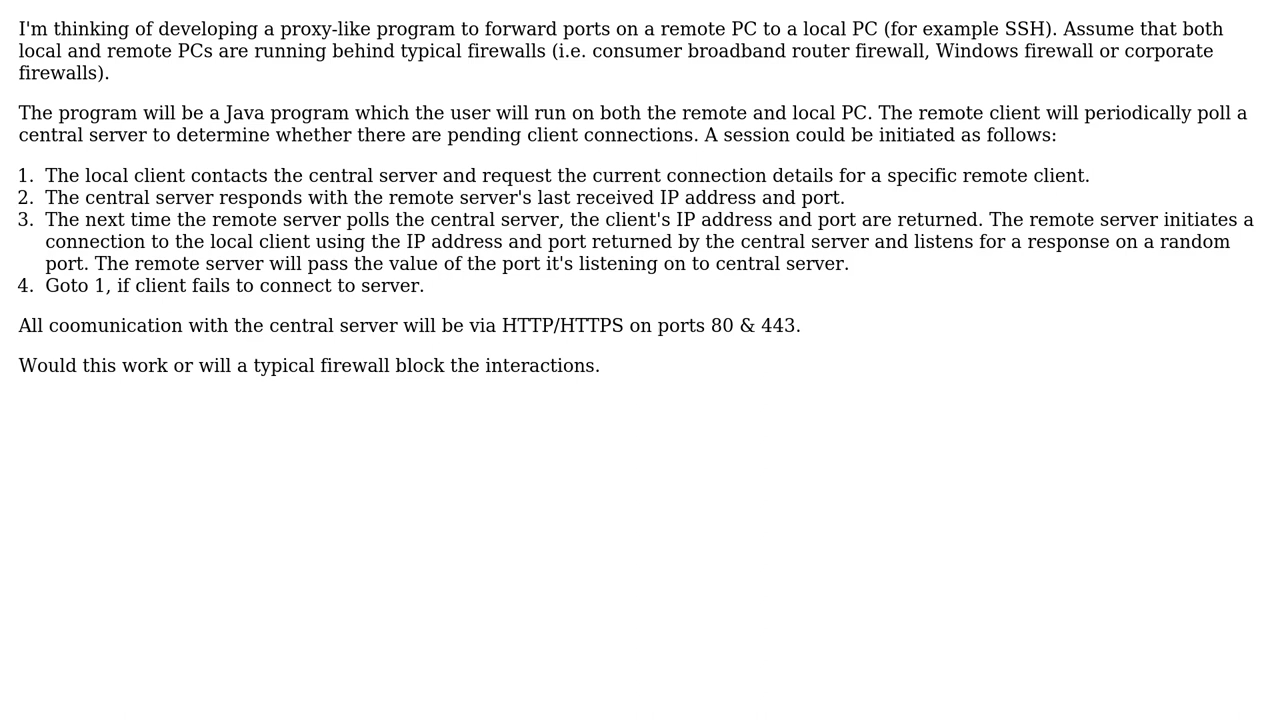 I'm thinking of developing a proxy-like program to forward ports on a remote PC to a local PC (for example SSH). Assume that both
local and remote PCs are running behind typical firewalls (i.e. consumer broadband router firewall, Windows firewall or corporate
firewalls).
The program will be a Java program which the user will run on both the remote and local PC. The remote client will periodically poll a
central server to determine whether there are pending client connections. A session could be initiated as follows:
1. The local client contacts the central server and request the current connection details for a specific remote client.
2. The central server responds with the remote server's last received IP address and port.
3. The next time the remote server polls the central server, the client's IP address and port are returned. The remote server initiates a
connection to the local client using the IP address and port returned by the central server and listens for a response on a random
port. The remote server will pass the value of the port it's listening on to central server.
4. Goto 1, if client fails to connect to server.
All coomunication with the central server will be via HTTP/HTTPS on ports 80 & 443.
Would this work or will a typical firewall block the interactions.